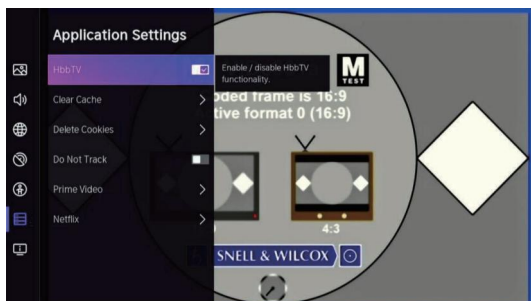 Application Settings
HbbTV
Enable / disable HbbTV
functionality.
M
TEST
Clear Cache
Delete Cookies
Do Not Track
Prime Video
Netflix
oded frame is 16:9
tive format 0 (16:9)
4:3
SNELL & WILCOX